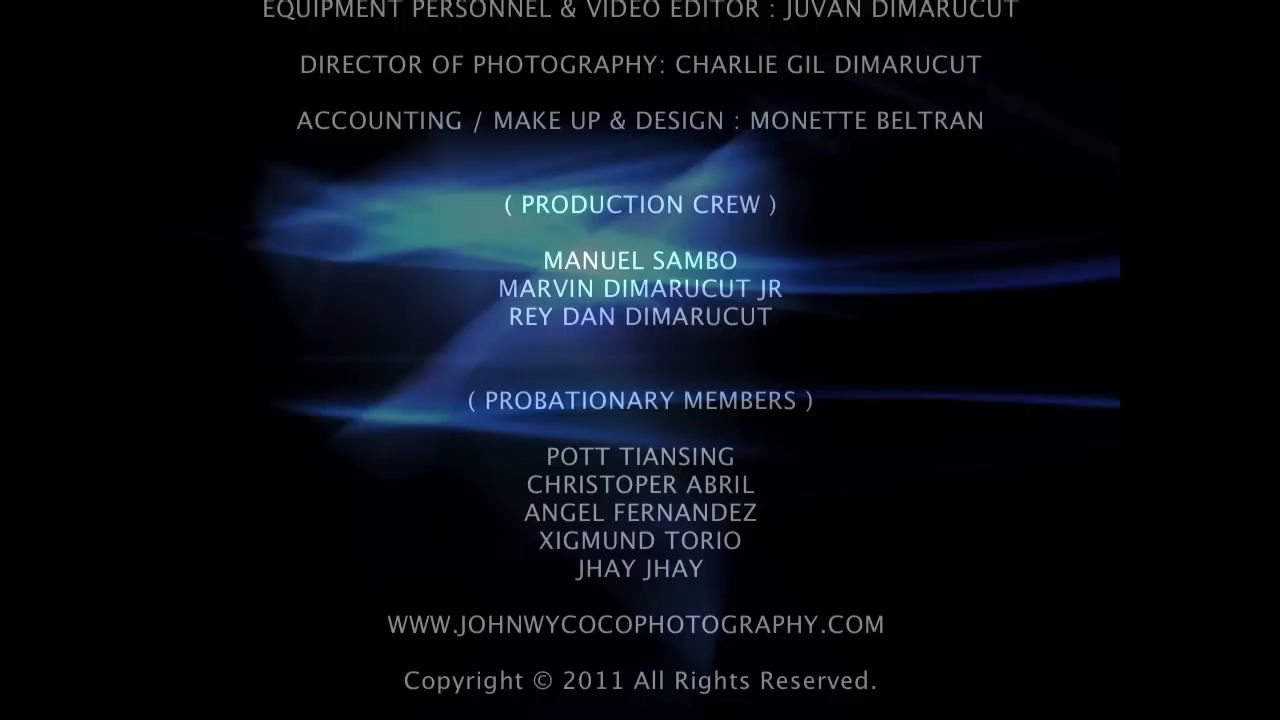 EQUIPMENT PERSONNEL & VIDEO EDITOR : JUVAN DIMARUCUT
DIRECTOR OF PHOTOGRAPHY: CHARLIE GIL DIMARUCUT
ACCOUNTING / MAKE UP & DESIGN : MONETTE BELTRAN
( PRODUCTION CREW )
MANUEL SAMBO
MARVIN DIMARUCUT JR
REY DAN DIMARUCUT
( PROBATIONARY MEMBERS )
POTT TIANSING
CHRISTOPER ABRIL
ANGEL FERNANDEZ
XIGMUND TORIO
JHAY JHAY
WWW.JOHNWYCOCOPHOTOGRAPHY.COM
Copyright © 2011 All Rights Reserved.